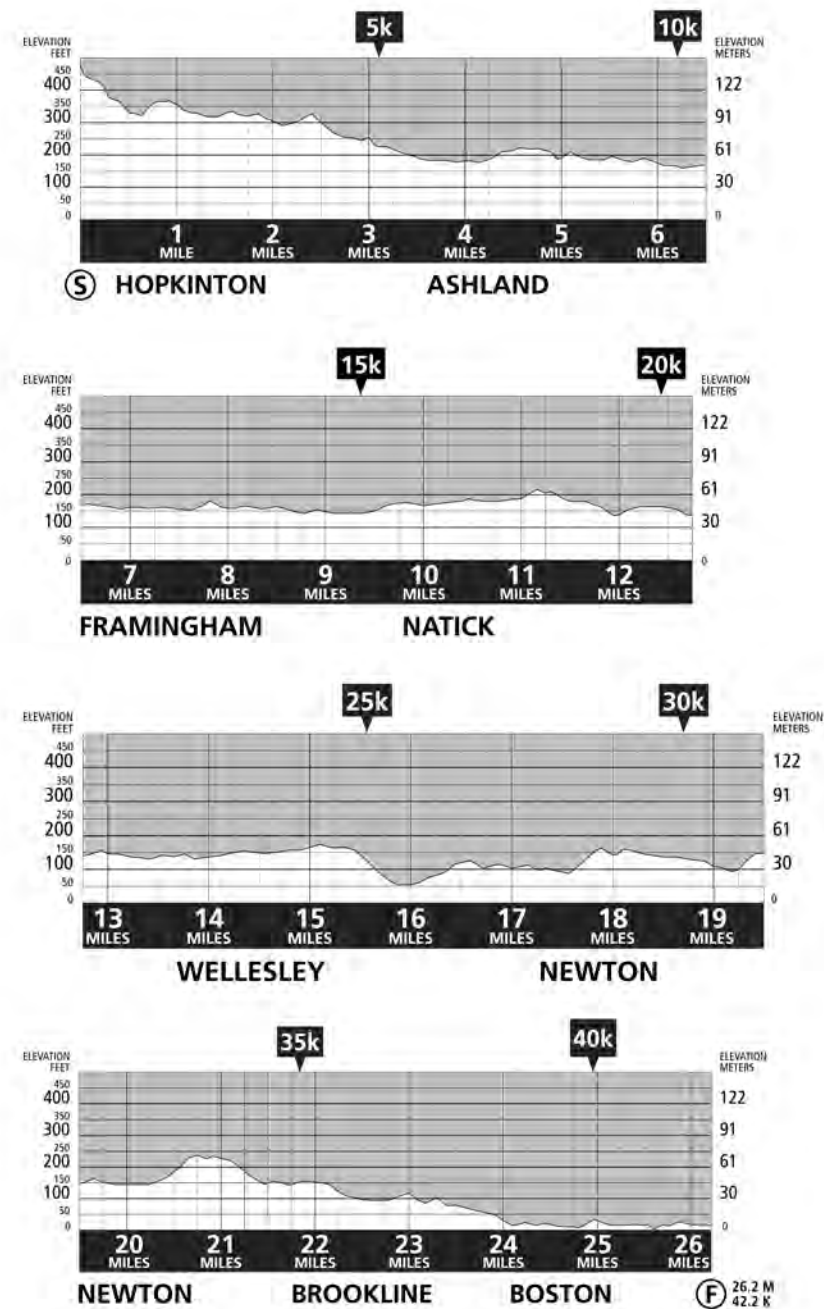 5k 10k
ELEVATION FEET ELEVATION METERS
450
400 122
350
300 91
250
200 61
150
100 30
50
0 0
1 2 3 4 5 6
MILE MILES MILES MILES MILES MILES
S HOPKINTON ASHLAND
15k 20k
ELEVATION FEET ELEVATION METERS
450
400 122
350
300 91
250
200 61
150
100 30
50
0 0
7 8 9 10 11 12
MILES MILES MILES MILES MILES MILES
FRAMINGHAM NATICK
25k 30k
ELEVATION FEET ELEVATION METERS
450
400 122
350
300 91
250
200 61
150
100 30
50
0 0
13 14 15 16 17 18 19
MILES MILES MILES MILES MILES MILES MILES
WELLESLEY NEWTON
35k 40k
ELEVATION FEET ELEVATION METERS
450
400 122
350
300 91
250
200 61
150
100 30
50
0 0
20 21 22 23 24 25 26
MILES MILES MILES MILES MILES MILES MILES
NEWTON BROOKLINE BOSTON F 26.2 M
42.2 K